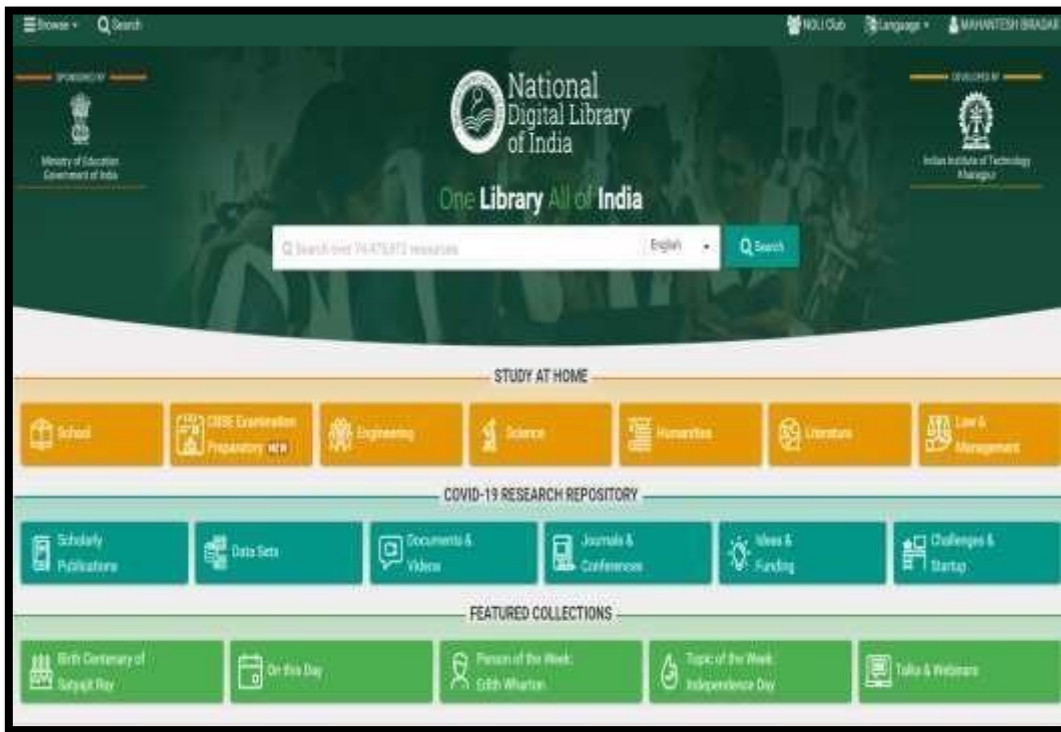 Browse
Search
NDLI Club
Language
MAHANTESH BIRADAR
SPONSORED BY
Ministry of Education
Government of India
National
Digital Library
of India
DEVELOPED BY
Indian Institute of Technology
Kharagpur
One Library All of India
Search over resources
English
Search
STUDY AT HOME
School
CBSE Examination
Preparatory NEW
Engineering
Science
Humanities
Literature
Law &
Management
COVID-19 RESEARCH REPOSITORY
Scholarly
Publications
Data Sets
Documents &
Videos
Journals &
Conferences
Ideas &
Funding
Challenges &
Startup
FEATURED COLLECTIONS
Birth Centenary of
Satyajit Ray
On this Day
Person of the Week:
Edith Wharton
Topic of the Week:
Independence Day
Talks & Webinars